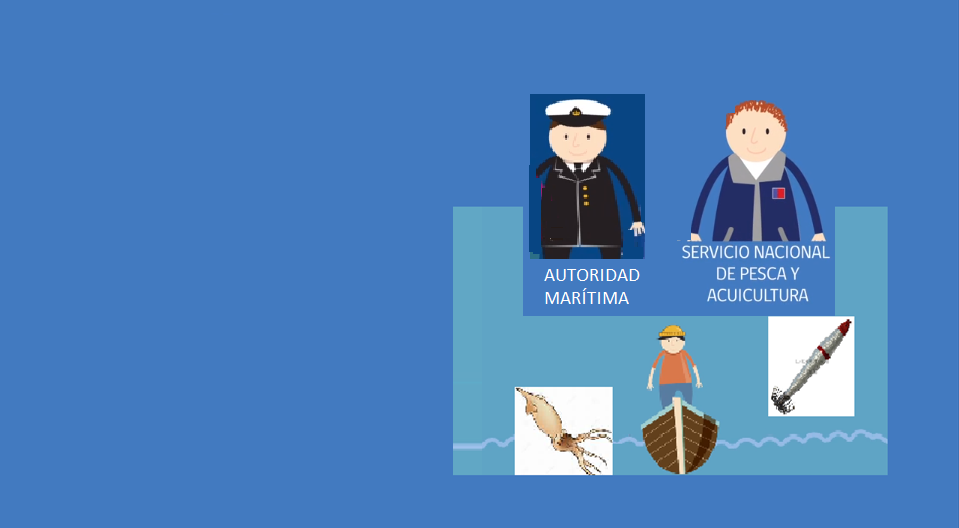 AUTORIDAD
MARÍTIMA
SERVICIO NACIONAL
DE PESCA Y
ACUICULTURA